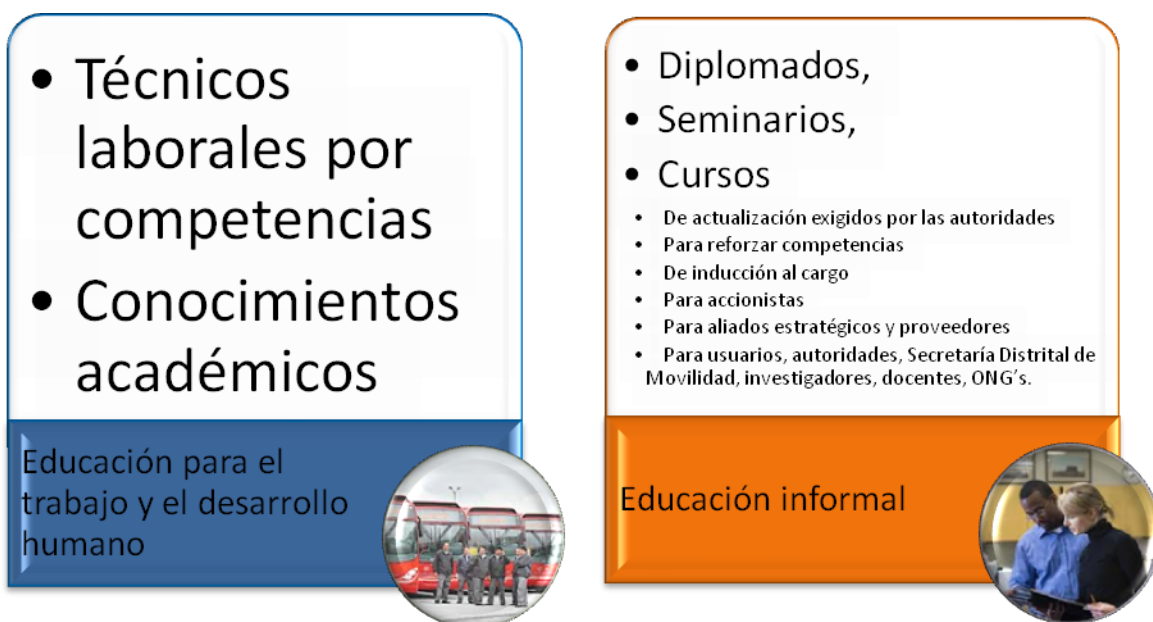 • Técnicos
laborales por
competencias
• Conocimientos
académicos
Educación para el
trabajo y el desarrollo
humano
• Diplomados,
• Seminarios,
• Cursos
• De actualización exigidos por las autoridades
• Para reforzar competencias
• De inducción al cargo
• Para accionistas
• Para aliados estratégicos y proveedores
• Para usuarios, autoridades, Secretaría Distrital de
Movilidad, investigadores, docentes, ONG´s.
Educación informal